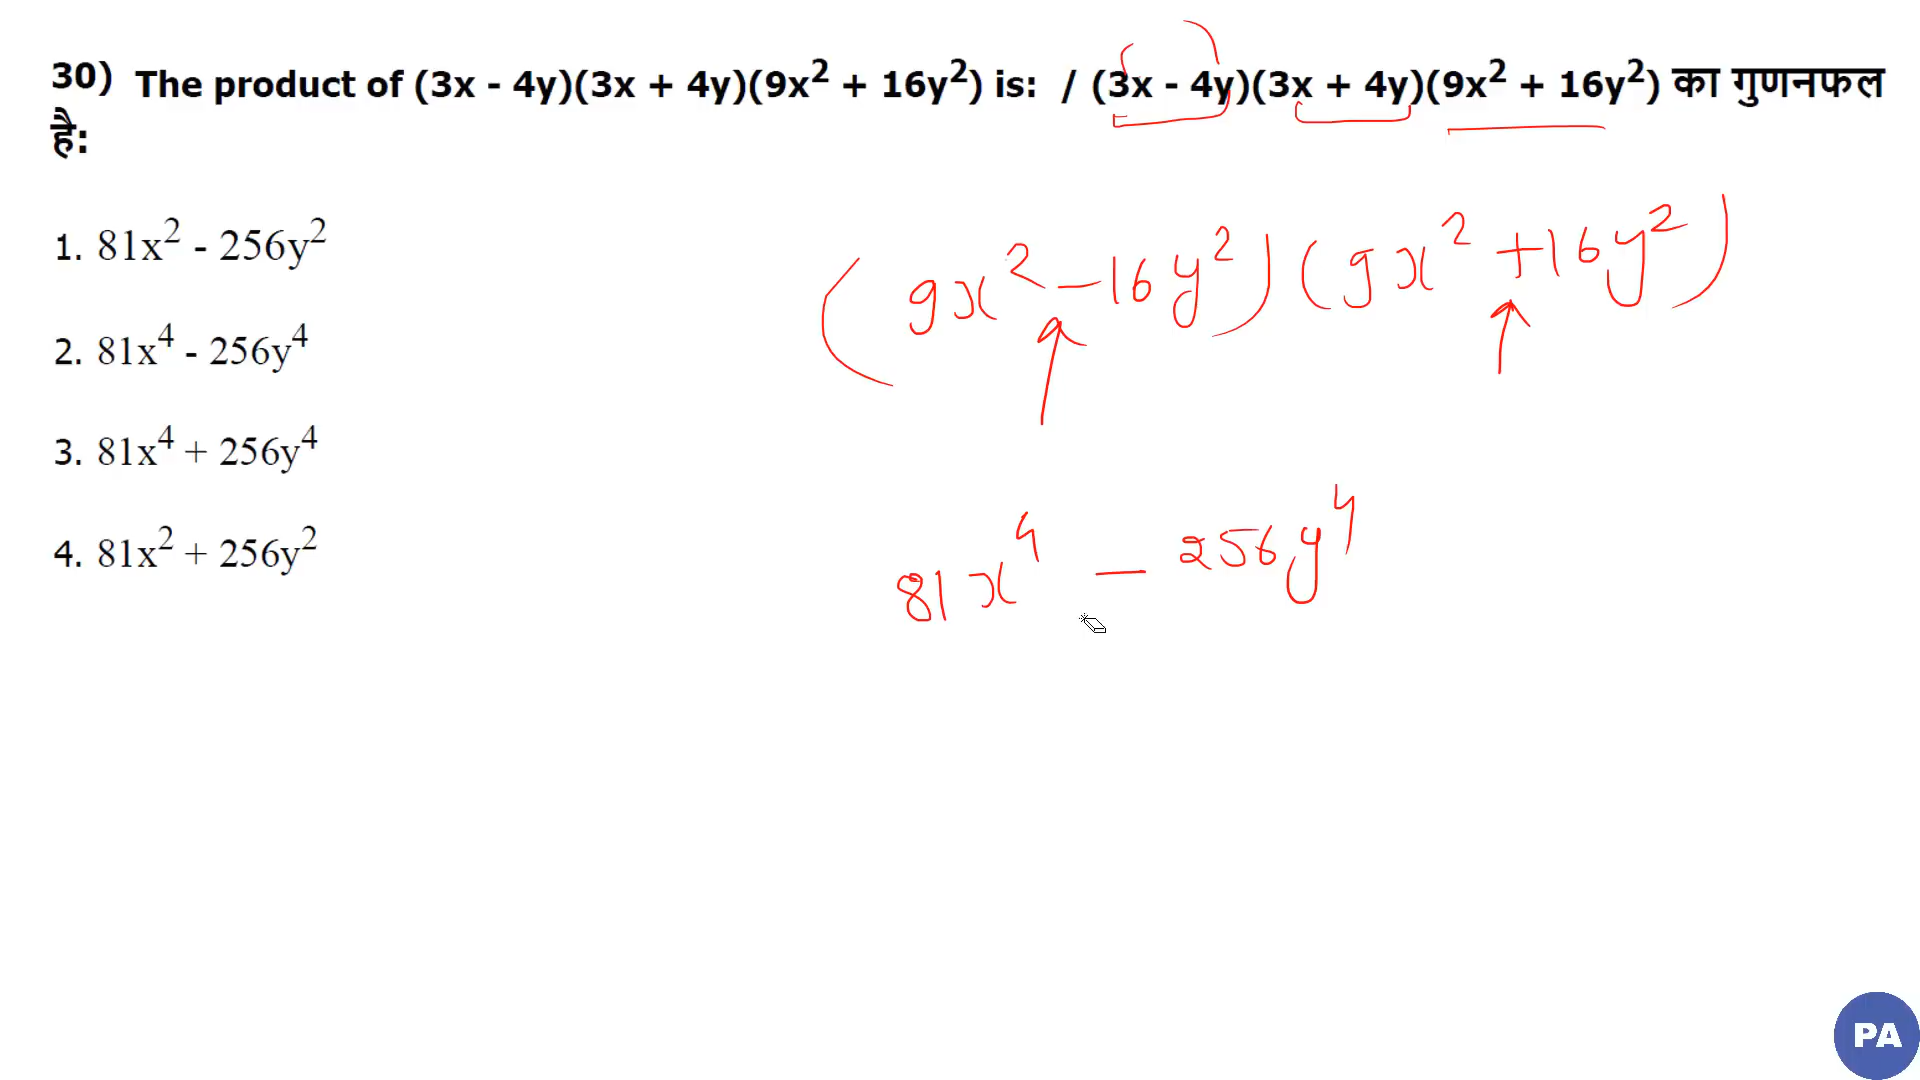 30) The product of (3x - 4y)(3x + 4y)(9x² + 16y²) is: / (3x - 4y)(3x + 4y)(9x² + 16y²) का गुणनफल
है:
1. 81x² - 256y²
2. 81x⁴ - 256y⁴
3. 81x⁴ + 256y⁴
4. 81x² + 256y²
(9x² - 16y²) (9x² + 16y²)
81x⁴ - 256y⁴
PA